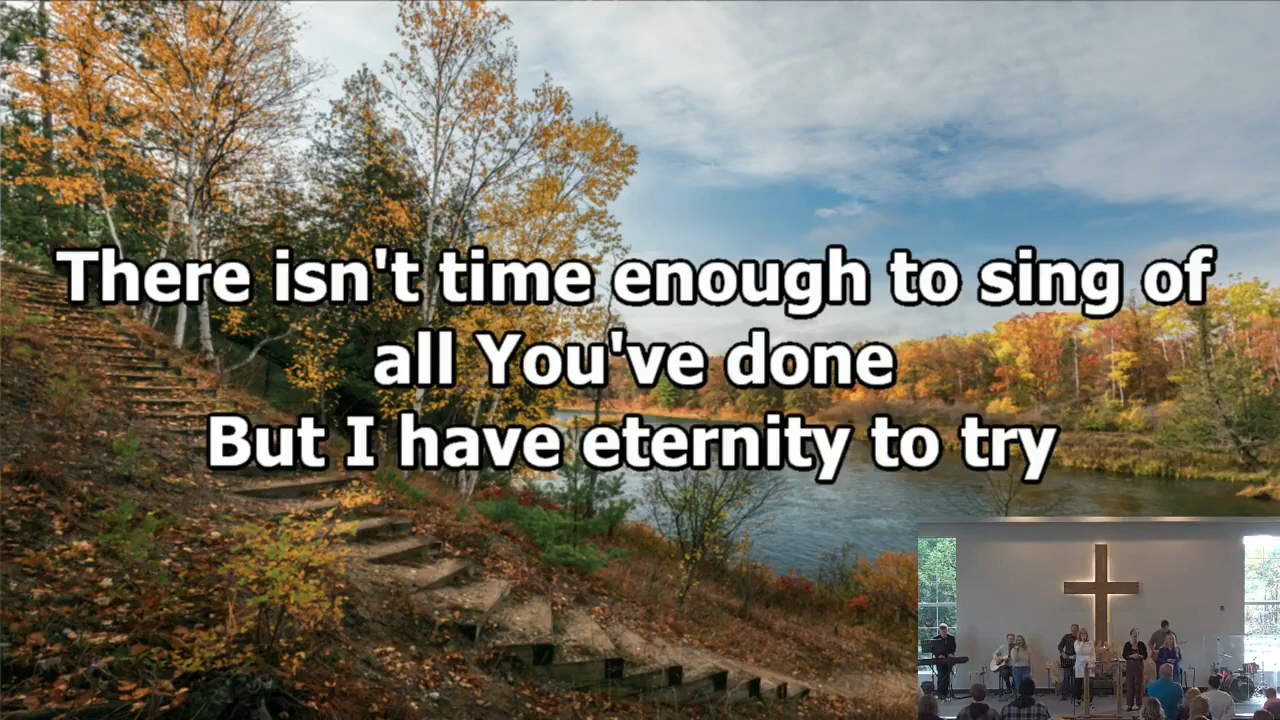 There isn't time enough to sing of
all You've done
But I have eternity to try